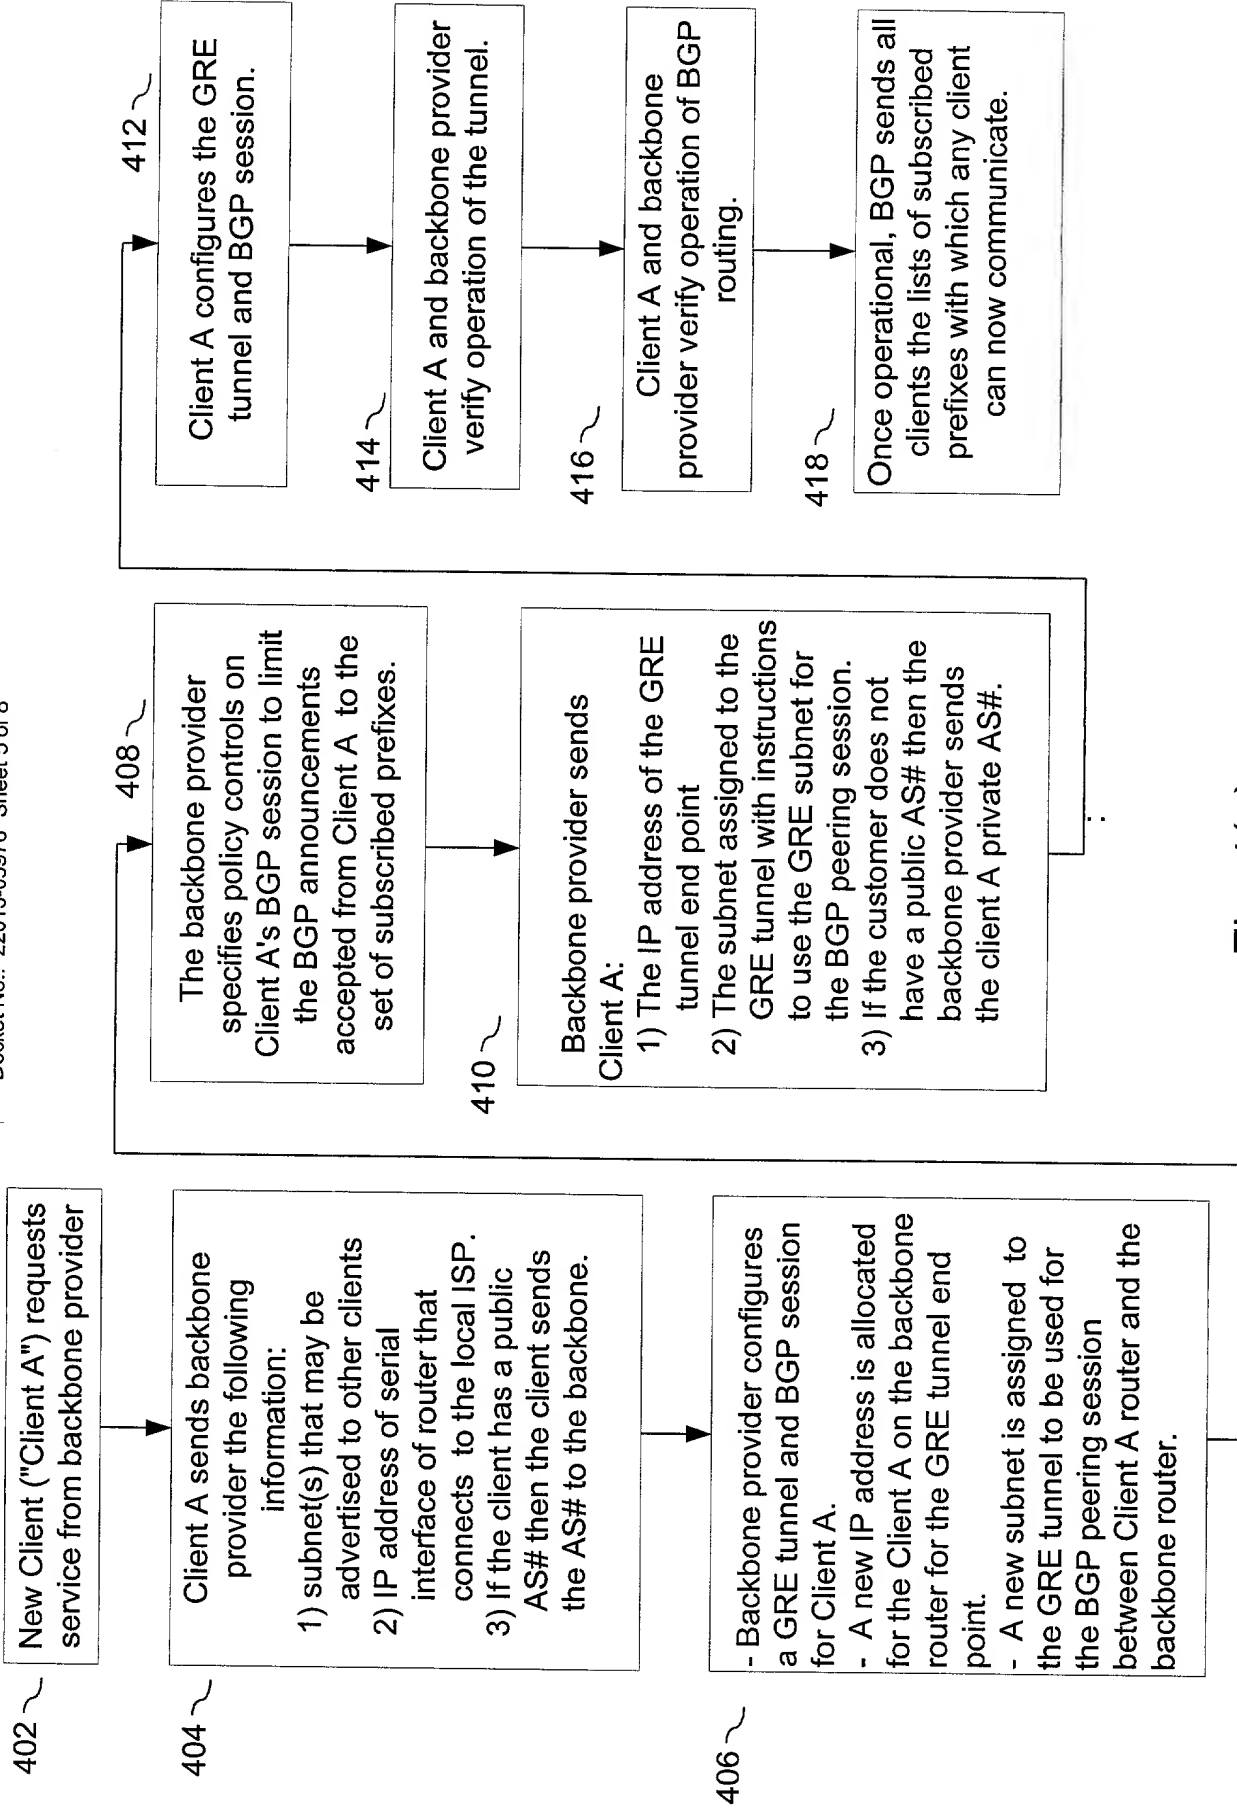 402
New Client ("Client A") requests
service from backbone provider
404
Client A sends backbone
provider the following
information:
1) subnet(s) that may be
advertised to other clients
2) IP address of serial
interface of router that
connects to the local ISP.
3) If the client has a public
AS# then the client sends
the AS# to the backbone.
406
- Backbone provider configures
a GRE tunnel and BGP session
for Client A.
- A new IP address is allocated
for the Client A on the backbone
router for the GRE tunnel end
point.
- A new subnet is assigned to
the GRE tunnel to be used for
the BGP peering session
between Client A router and the
backbone router.
408
The backbone provider
specifies policy controls on
Client A's BGP session to limit
the BGP announcements
accepted from Client A to the
set of subscribed prefixes.
410
Backbone provider sends
Client A:
1) The IP address of the GRE
tunnel end point
2) The subnet assigned to the
GRE tunnel with instructions
to use the GRE subnet for
the BGP peering session.
3) If the customer does not
have a public AS# then the
backbone provider sends
the client A private AS#.
412
Client A configures the GRE
tunnel and BGP session.
414
Client A and backbone provider
verify operation of the tunnel.
416
Client A and backbone
provider verify operation of BGP
routing.
418
Once operational, BGP sends all
clients the lists of subscribed
prefixes with which any client
can now communicate.